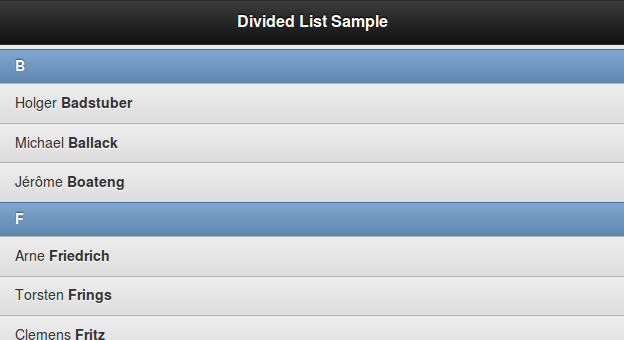 Divided List Sample
B
Holger Badstuber
Michael Ballack
Jérôme Boateng
F
Arne Friedrich
Torsten Frings
Clemens Fritz